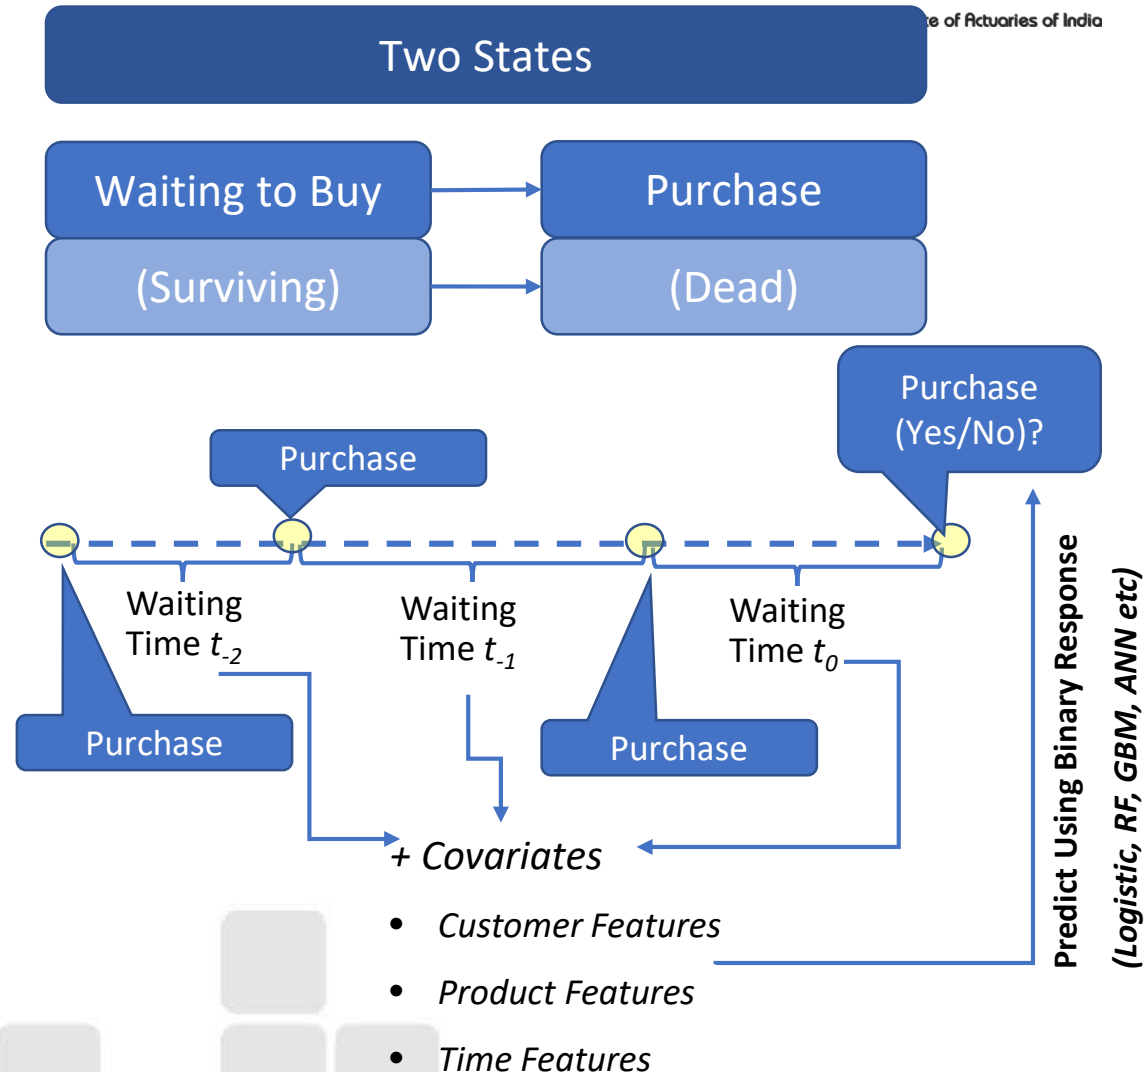 of Actuaries of India
Two States
Waiting to Buy
Purchase
(Surviving)
(Dead)
Purchase
(Yes/No)?
Purchase
Waiting
Time t-2
Waiting
Time t-1
Waiting
Time t0
Purchase
Purchase
+ Covariates
• Customer Features
• Product Features
• Time Features
Predict Using Binary Response
(Logistic, RF, GBM, ANN etc)